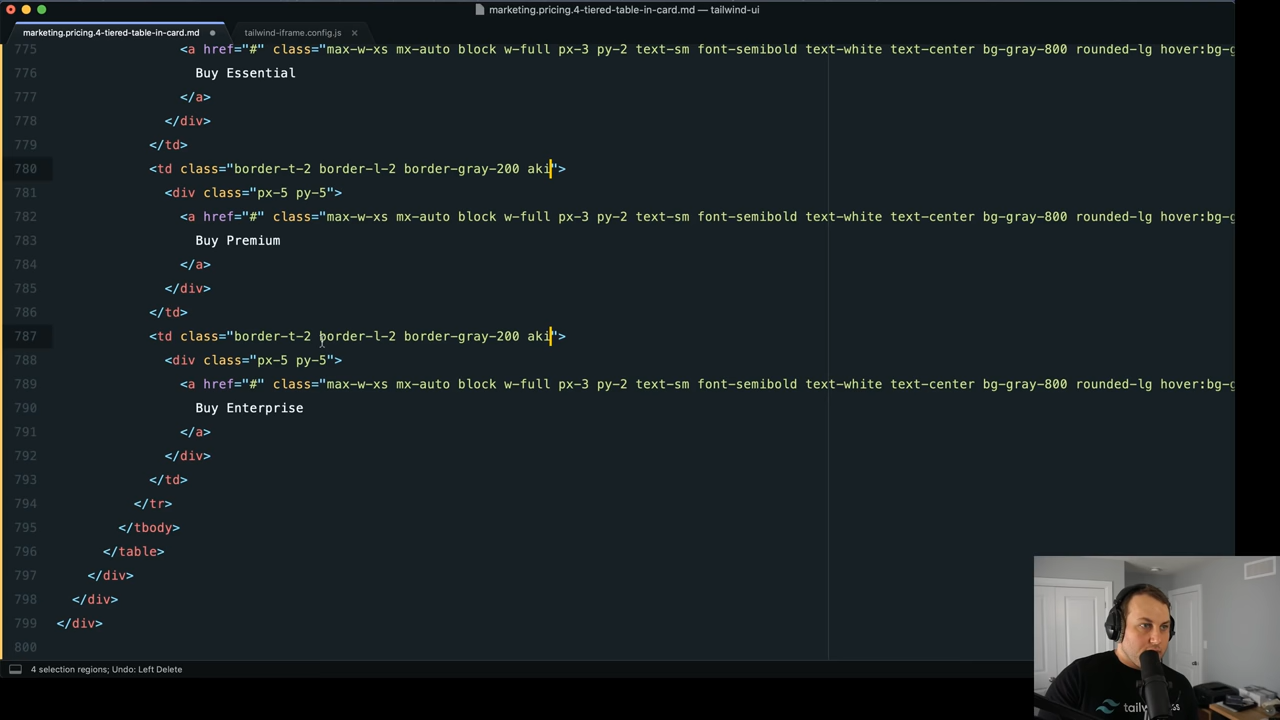 marketing.pricing.4-tiered-table-in-card.md — tailwind-ui
marketing.pricing.4-tiered-table-in-card.md
tailwind-iframe.config.js ×
775 <a href="#" class="max-w-xs mx-auto block w-full px-3 py-2 text-sm font-semibold text-white text-center bg-gray-800 rounded-lg hover:bg-g
776 Buy Essential
777 </a>
778 </div>
779 </td>
780 <td class="border-t-2 border-l-2 border-gray-200 aki">
781 <div class="px-5 py-5">
782 <a href="#" class="max-w-xs mx-auto block w-full px-3 py-2 text-sm font-semibold text-white text-center bg-gray-800 rounded-lg hover:bg-g
783 Buy Premium
784 </a>
785 </div>
786 </td>
787 <td class="border-t-2 border-l-2 border-gray-200 aki">
788 <div class="px-5 py-5">
789 <a href="#" class="max-w-xs mx-auto block w-full px-3 py-2 text-sm font-semibold text-white text-center bg-gray-800 rounded-lg hover:bg-g
790 Buy Enterprise
791 </a>
792 </div>
793 </td>
794 </tr>
795 </tbody>
796 </table>
797 </div>
798 </div>
799 </div>
800
4 selection regions; Undo: Left Delete